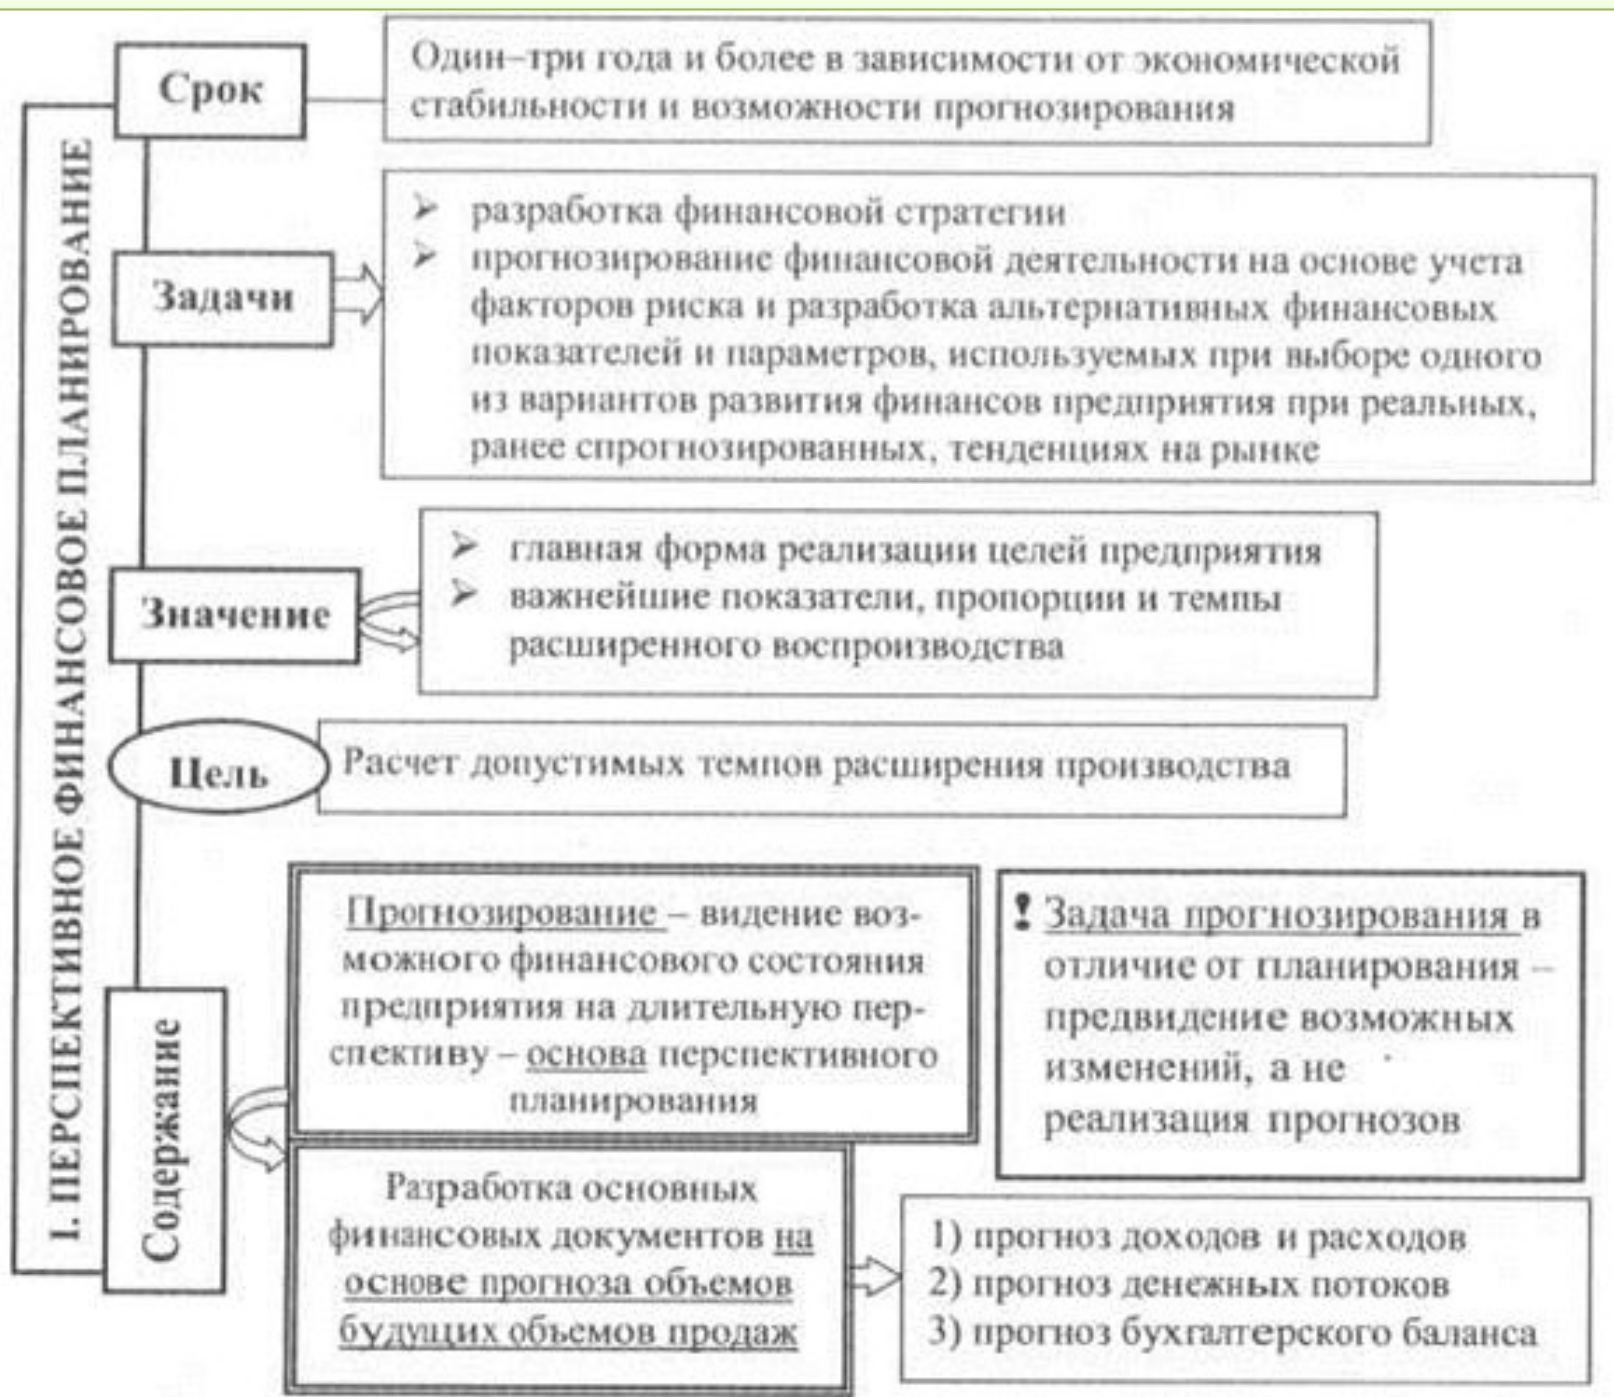 I. ПЕРСПЕКТИВНОЕ ФИНАНСОВОЕ ПЛАНИРОВАНИЕ
Срок
Один–три года и более в зависимости от экономической
стабильности и возможности прогнозирования
Задачи
➢ разработка финансовой стратегии
➢ прогнозирование финансовой деятельности на основе учета
факторов риска и разработка альтернативных финансовых
показателей и параметров, используемых при выборе одного
из вариантов развития финансов предприятия при реальных,
ранее спрогнозированных, тенденциях на рынке
Значение
➢ главная форма реализации целей предприятия
➢ важнейшие показатели, пропорции и темпы
расширенного воспроизводства
Цель
Расчет допустимых темпов расширения производства
Содержание
Прогнозирование – видение воз-
можного финансового состояния
предприятия на длительную пер-
спективу – основа перспективного
планирования
! Задача прогнозирования в
отличие от планирования –
предвидение возможных
изменений, а не
реализация прогнозов
Разработка основных
финансовых документов на
основе прогноза объемов
будущих объемов продаж
1) прогноз доходов и расходов
2) прогноз денежных потоков
3) прогноз бухгалтерского баланса